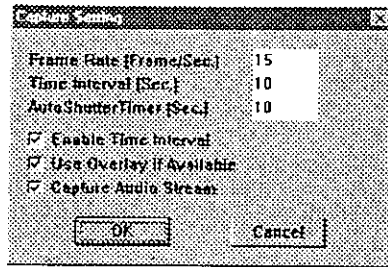 Capture Setting
Frame Rate [Frame/Sec.] 15
Time Interval [Sec.] 10
AutoShutterTimer [Sec.] 10
Enable Time Interval
Use Overlay If Available
Capture Audio Stream
OK Cancel